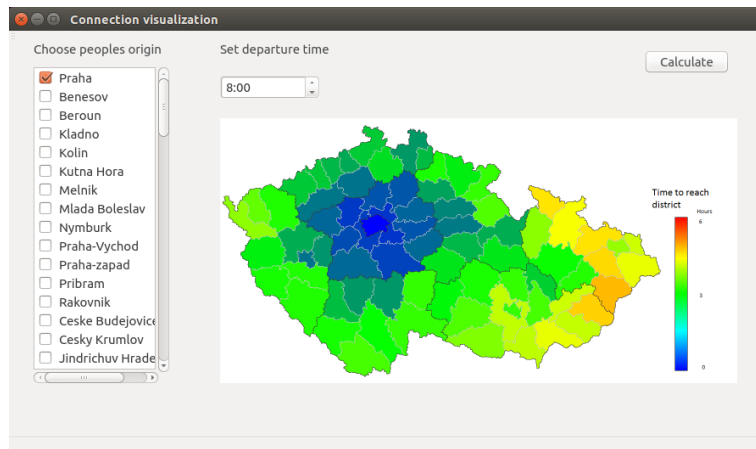 Connection visualization
Choose peoples origin
Set departure time
Calculate
8:00
Praha
Benesov
Beroun
Kladno
Kolin
Kutna Hora
Melnik
Mlada Boleslav
Nymburk
Praha-Vychod
Praha-zapad
Pribram
Rakovnik
Ceske Budejovice
Cesky Krumlov
Jindrichuv Hrade
Time to reach
district
Hours
6
3
0